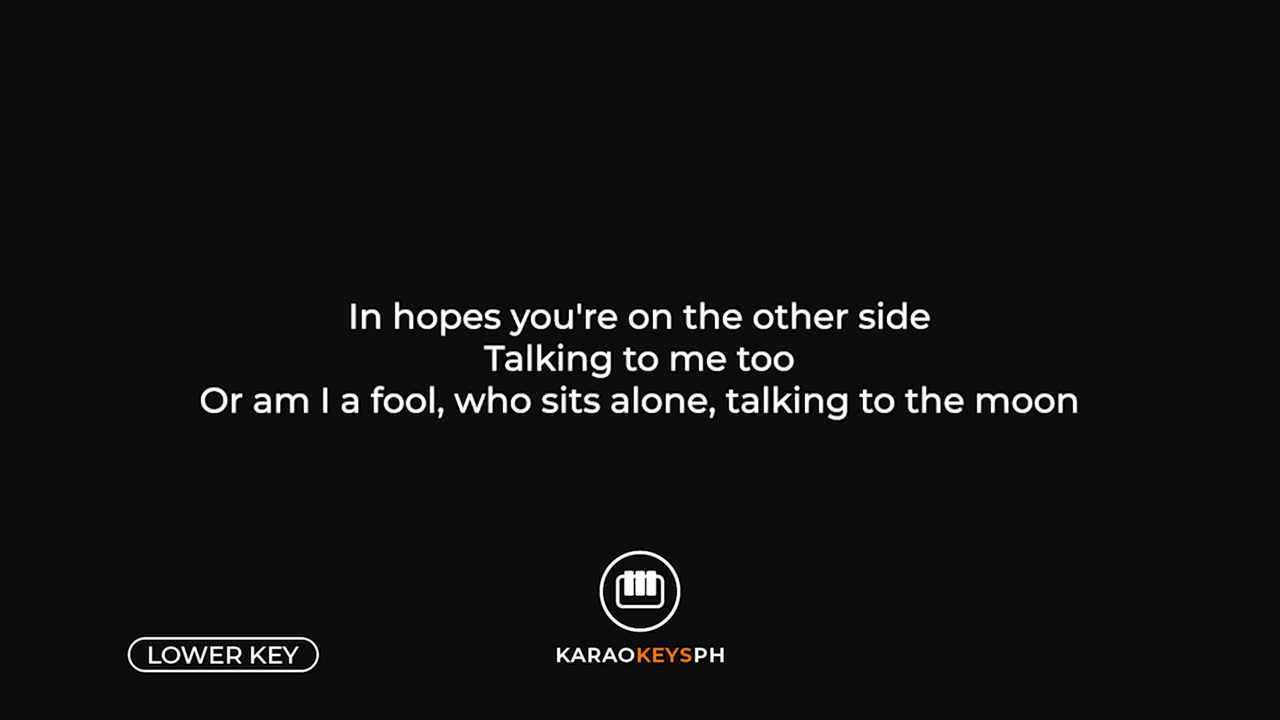 In hopes you're on the other side
Talking to me too
Or am I a fool, who sits alone, talking to the moon
LOWER KEY
KARAOKEYSPH